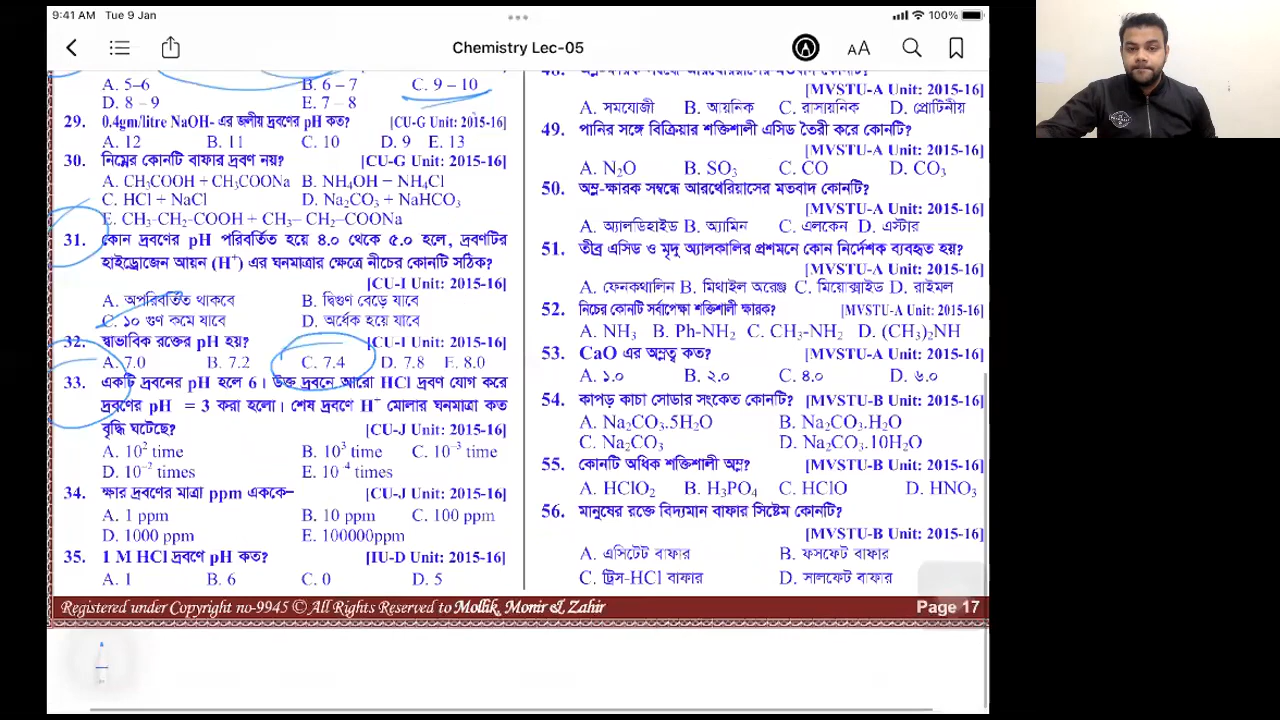 9:41 AM Tue 9 Jan
100%
Chemistry Lec-05
AA
A. 5–6 B. 6 – 7 C. 9 – 10
D. 8 – 9 E. 7 – 8
29. 0.4gm/litre NaOH- এর জলীয় দ্রবণের pH কত? [CU-G Unit: 2015-16]
A. 12 B. 11 C. 10 D. 9 E. 13
30. নিম্নের কোনটি বাফার দ্রবণ নয়? [CU-G Unit: 2015-16]
A. CH₃COOH + CH₃COONa B. NH₄OH – NH₄Cl
C. HCl + NaCl D. Na₂CO₃ + NaHCO₃
E. CH₃–CH₂–COOH + CH₃– CH₂–COONa
31. কোন দ্রবণের pH পরিবর্তিত হয়ে ৪.০ থেকে ৫.০ হলে, দ্রবণটির
হাইড্রোজেন আয়ন (H⁺) এর ঘনমাত্রার ক্ষেত্রে নীচের কোনটি সঠিক?
[CU-I Unit: 2015-16]
A. অপরিবর্তিত থাকবে B. দ্বিগুণ বেড়ে যাবে
C. ১০ গুণ কমে যাবে D. অর্ধেক হয়ে যাবে
32. স্বাভাবিক রক্তের pH হয়? [CU-I Unit: 2015-16]
A. 7.0 B. 7.2 C. 7.4 D. 7.8 E. 8.0
33. একটি দ্রবনের pH হলে 6। উক্ত দ্রবনে আরো HCl দ্রবণ যোগ করে
দ্রবণের pH = 3 করা হলো। শেষ দ্রবণে H⁺ মোলার ঘনমাত্রা কত
বৃদ্ধি ঘটেছে? [CU-J Unit: 2015-16]
A. 10² time B. 10³ time C. 10⁻³ time
D. 10⁻² times E. 10⁻⁴ times
34. ক্ষার দ্রবণের মাত্রা ppm এককে– [CU-J Unit: 2015-16]
A. 1 ppm B. 10 ppm C. 100 ppm
D. 1000 ppm E. 100000ppm
35. 1 M HCl দ্রবণে pH কত? [IU-D Unit: 2015-16]
A. 1 B. 6 C. 0 D. 5
[MVSTU-A Unit: 2015-16]
A. সমযোজী B. আয়নিক C. রাসায়নিক D. প্রোটনীয়
49. পানির সঙ্গে বিক্রিয়ার শক্তিশালী এসিড তৈরী করে কোনটি?
[MVSTU-A Unit: 2015-16]
A. N₂O B. SO₃ C. CO D. CO₃
50. অম্ল-ক্ষারক সম্বন্ধে আরথেরিয়াসের মতবাদ কোনটি?
[MVSTU-A Unit: 2015-16]
A. অ্যালডিহাইড B. অ্যামিন C. এলকেন D. এস্টার
51. তীব্র এসিড ও মৃদু অ্যালকালির প্রশমনে কোন নির্দেশক ব্যবহৃত হয়?
[MVSTU-A Unit: 2015-16]
A. ফেনকথালিন B. মিথাইল অরেঞ্জ C. মিয়োক্সাইড D. রাইমল
52. নিচের কোনটি সর্বাপেক্ষা শক্তিশালী ক্ষারক? [MVSTU-A Unit: 2015-16]
A. NH₃ B. Ph-NH₂ C. CH₃-NH₂ D. (CH₃)₂NH
53. CaO এর অম্লত্ব কত? [MVSTU-A Unit: 2015-16]
A. ১.০ B. ২.০ C. ৪.০ D. ৬.০
54. কাপড় কাচা সোডার সংকেত কোনটি? [MVSTU-B Unit: 2015-16]
A. Na₂CO₃.5H₂O B. Na₂CO₃.H₂O
C. Na₂CO₃ D. Na₂CO₃.10H₂O
55. কোনটি অধিক শক্তিশালী অম্ল? [MVSTU-B Unit: 2015-16]
A. HClO₂ B. H₃PO₄ C. HClO D. HNO₃
56. মানুষের রক্তে বিদ্যমান বাফার সিষ্টেম কোনটি?
[MVSTU-B Unit: 2015-16]
A. এসিটেট বাফার B. ফসফেট বাফার
C. ট্রিস-HCl বাফার D. সালফেট বাফার
Registered under Copyright no-9945 © All Rights Reserved to Mollik, Monir & Zahir Page 17